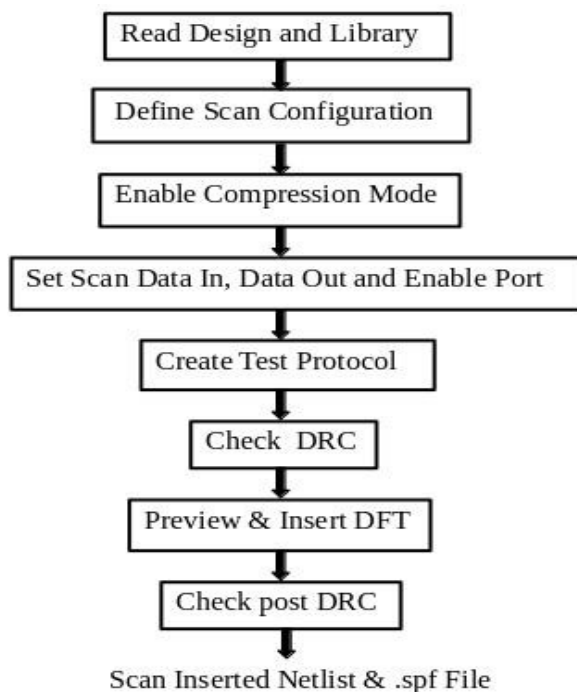 Read Design and Library
Define Scan Configuration
Enable Compression Mode
Set Scan Data In, Data Out and Enable Port
Create Test Protocol
Check DRC
Preview & Insert DFT
Check post DRC
Scan Inserted Netlist & .spf File